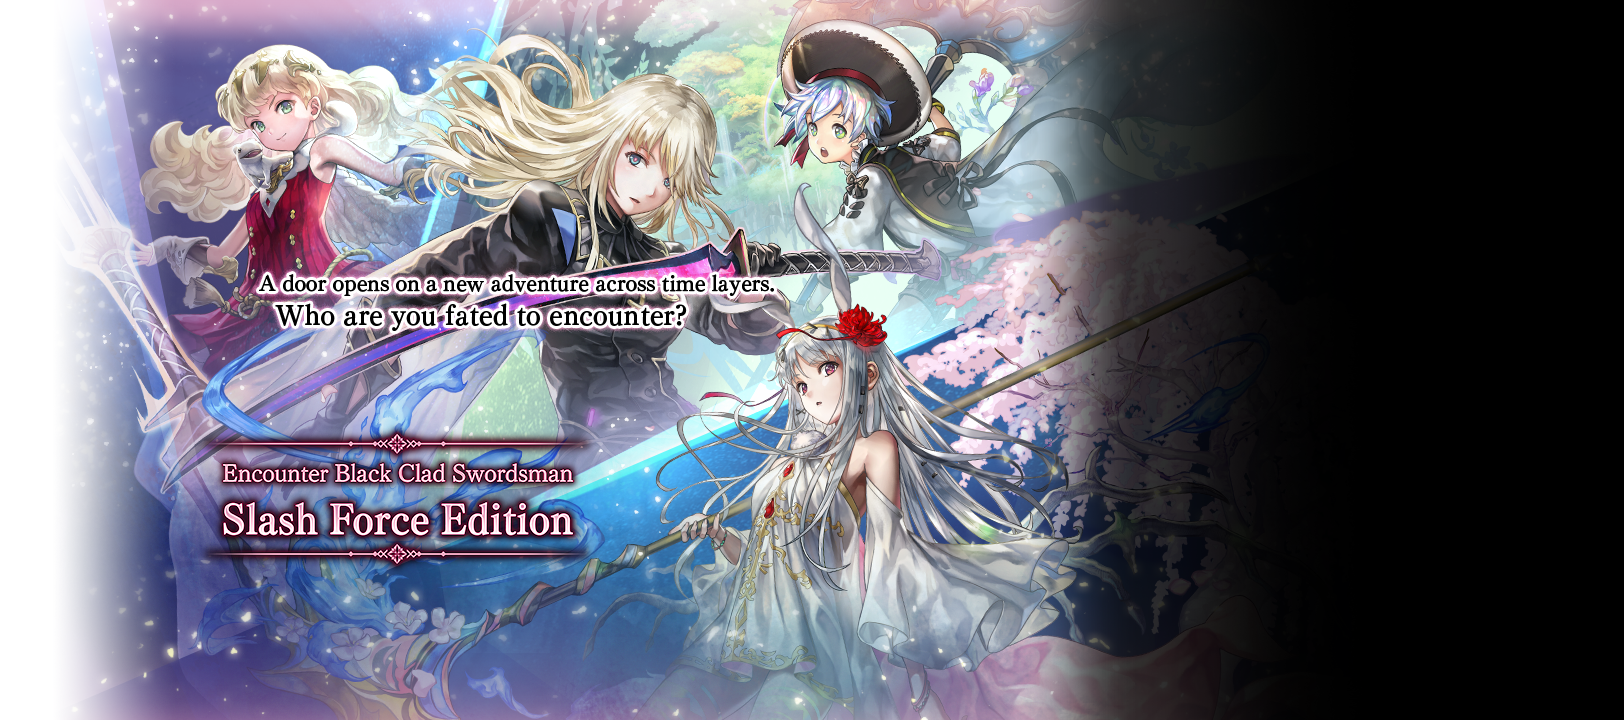 A door opens on a new adventure across time layers.
Who are you fated to encounter?
Encounter Black Clad Swordsman
Slash Force Edition